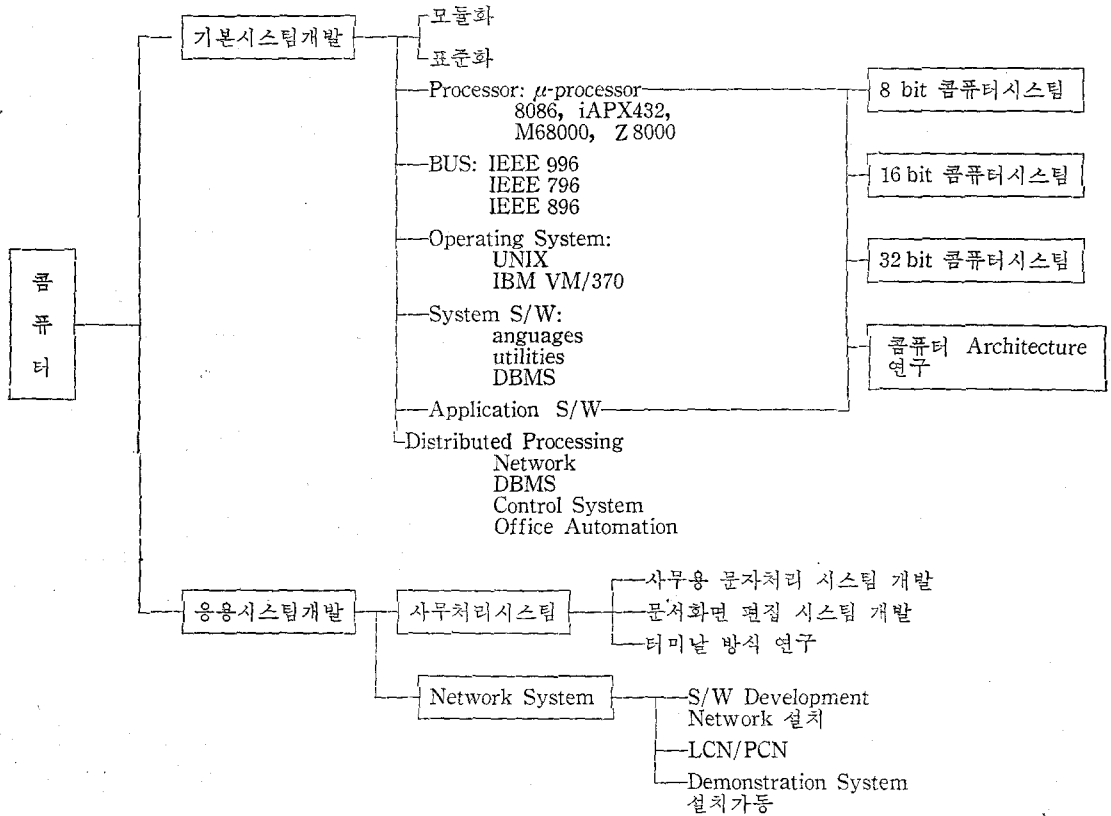 모듈화
기본시스팀개발
표준화
Processor: μ-processor
8086, iAPX432,
M68000, Z 8000
8 bit 콤퓨터시스팀
BUS: IEEE 996
IEEE 796
IEEE 896
16 bit 콤퓨터시스팀
Operating System:
UNIX
IBM VM/370
32 bit 콤퓨터시스팀
콤
퓨
터
System S/W:
anguages
utilities
DBMS
콤퓨터 Architecture
연구
Application S/W
Distributed Processing
Network
DBMS
Control System
Office Automation
응용시스팀개발
사무처리시스팀
사무용 문자처리 시스팀 개발
문서화면 편집 시스팀 개발
터미날 방식 연구
Network System
S/W Development
Network 설치
LCN/PCN
Demonstration System
설치가동